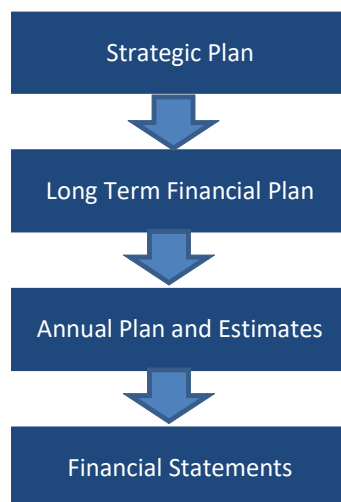 Strategic Plan
Long Term Financial Plan
Annual Plan and Estimates
Financial Statements